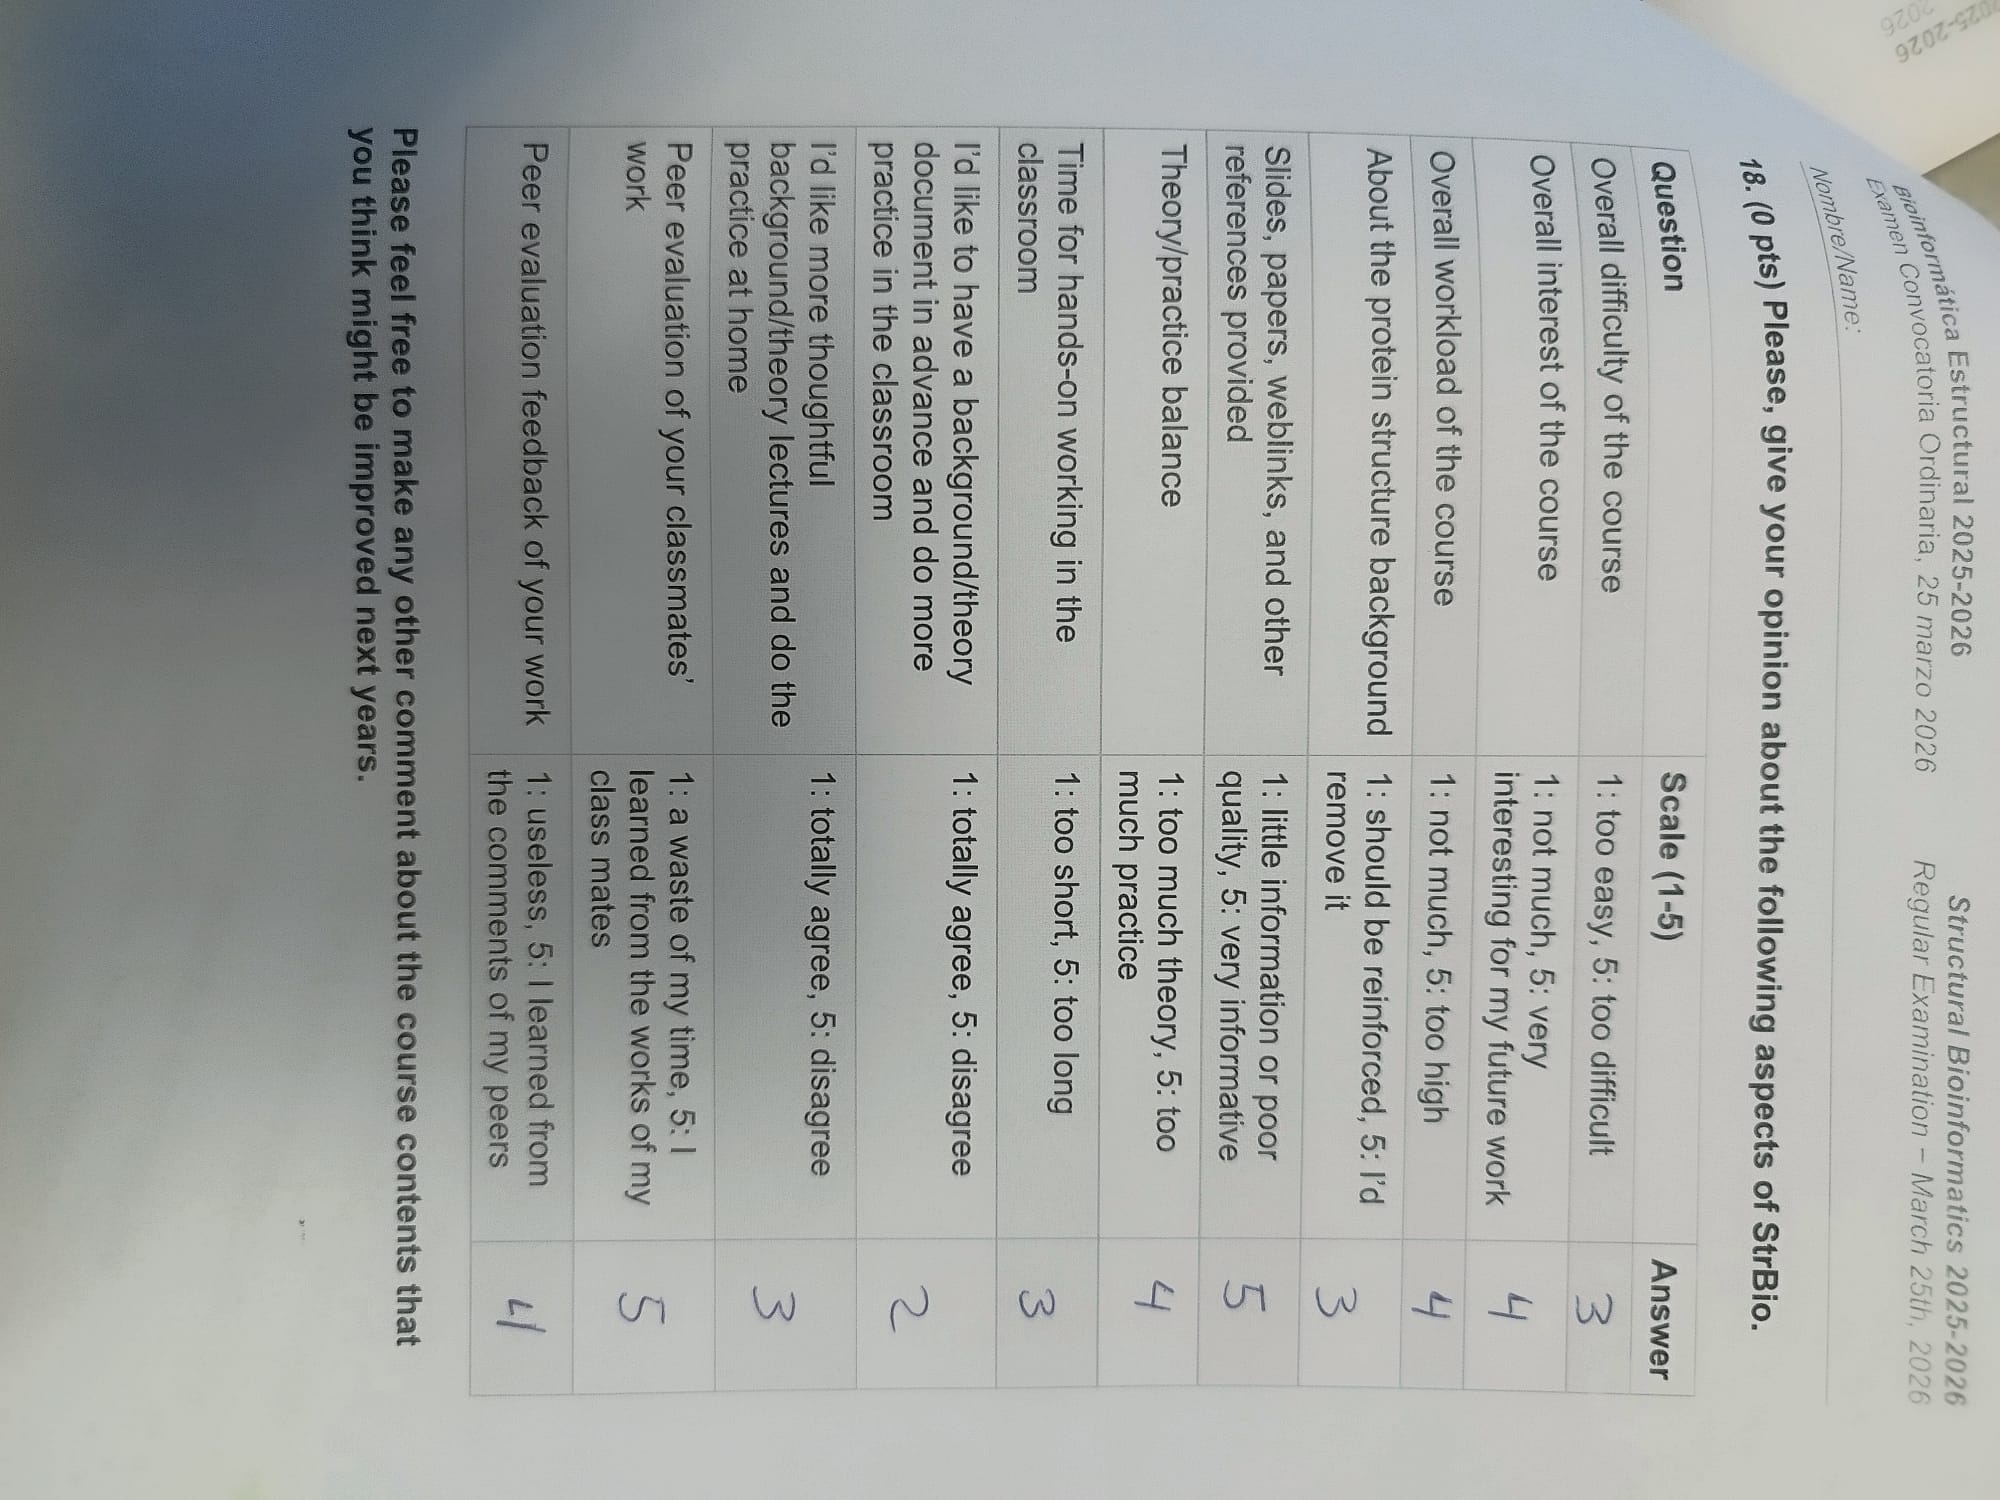 2025-2026
2026
Bioinformática Estructural 2025-2026 Structural Bioinformatics 2025-2026
Examen Convocatoria Ordinaria, 25 marzo 2026 Regular Examination – March 25th, 2026
Nombre/Name:
18. (0 pts) Please, give your opinion about the following aspects of StrBio.
Question Scale (1-5) Answer
Overall difficulty of the course 1: too easy, 5: too difficult 3
Overall interest of the course 1: not much, 5: very
interesting for my future work 4
Overall workload of the course 1: not much, 5: too high 4
About the protein structure background 1: should be reinforced, 5: I'd
remove it 3
Slides, papers, weblinks, and other
references provided
1: little information or poor
quality, 5: very informative
5
Theory/practice balance 1: too much theory, 5: too
much practice 4
Time for hands-on working in the
classroom
1: too short, 5: too long 3
I'd like to have a background/theory
document in advance and do more
practice in the classroom
1: totally agree, 5: disagree 2
I'd like more thoughtful
background/theory lectures and do the
practice at home
1: totally agree, 5: disagree 3
Peer evaluation of your classmates'
work
1: a waste of my time, 5: I
learned from the works of my
class mates
5
Peer evaluation feedback of your work 1: useless, 5: I learned from
the comments of my peers 4
Please feel free to make any other comment about the course contents that
you think might be improved next years.